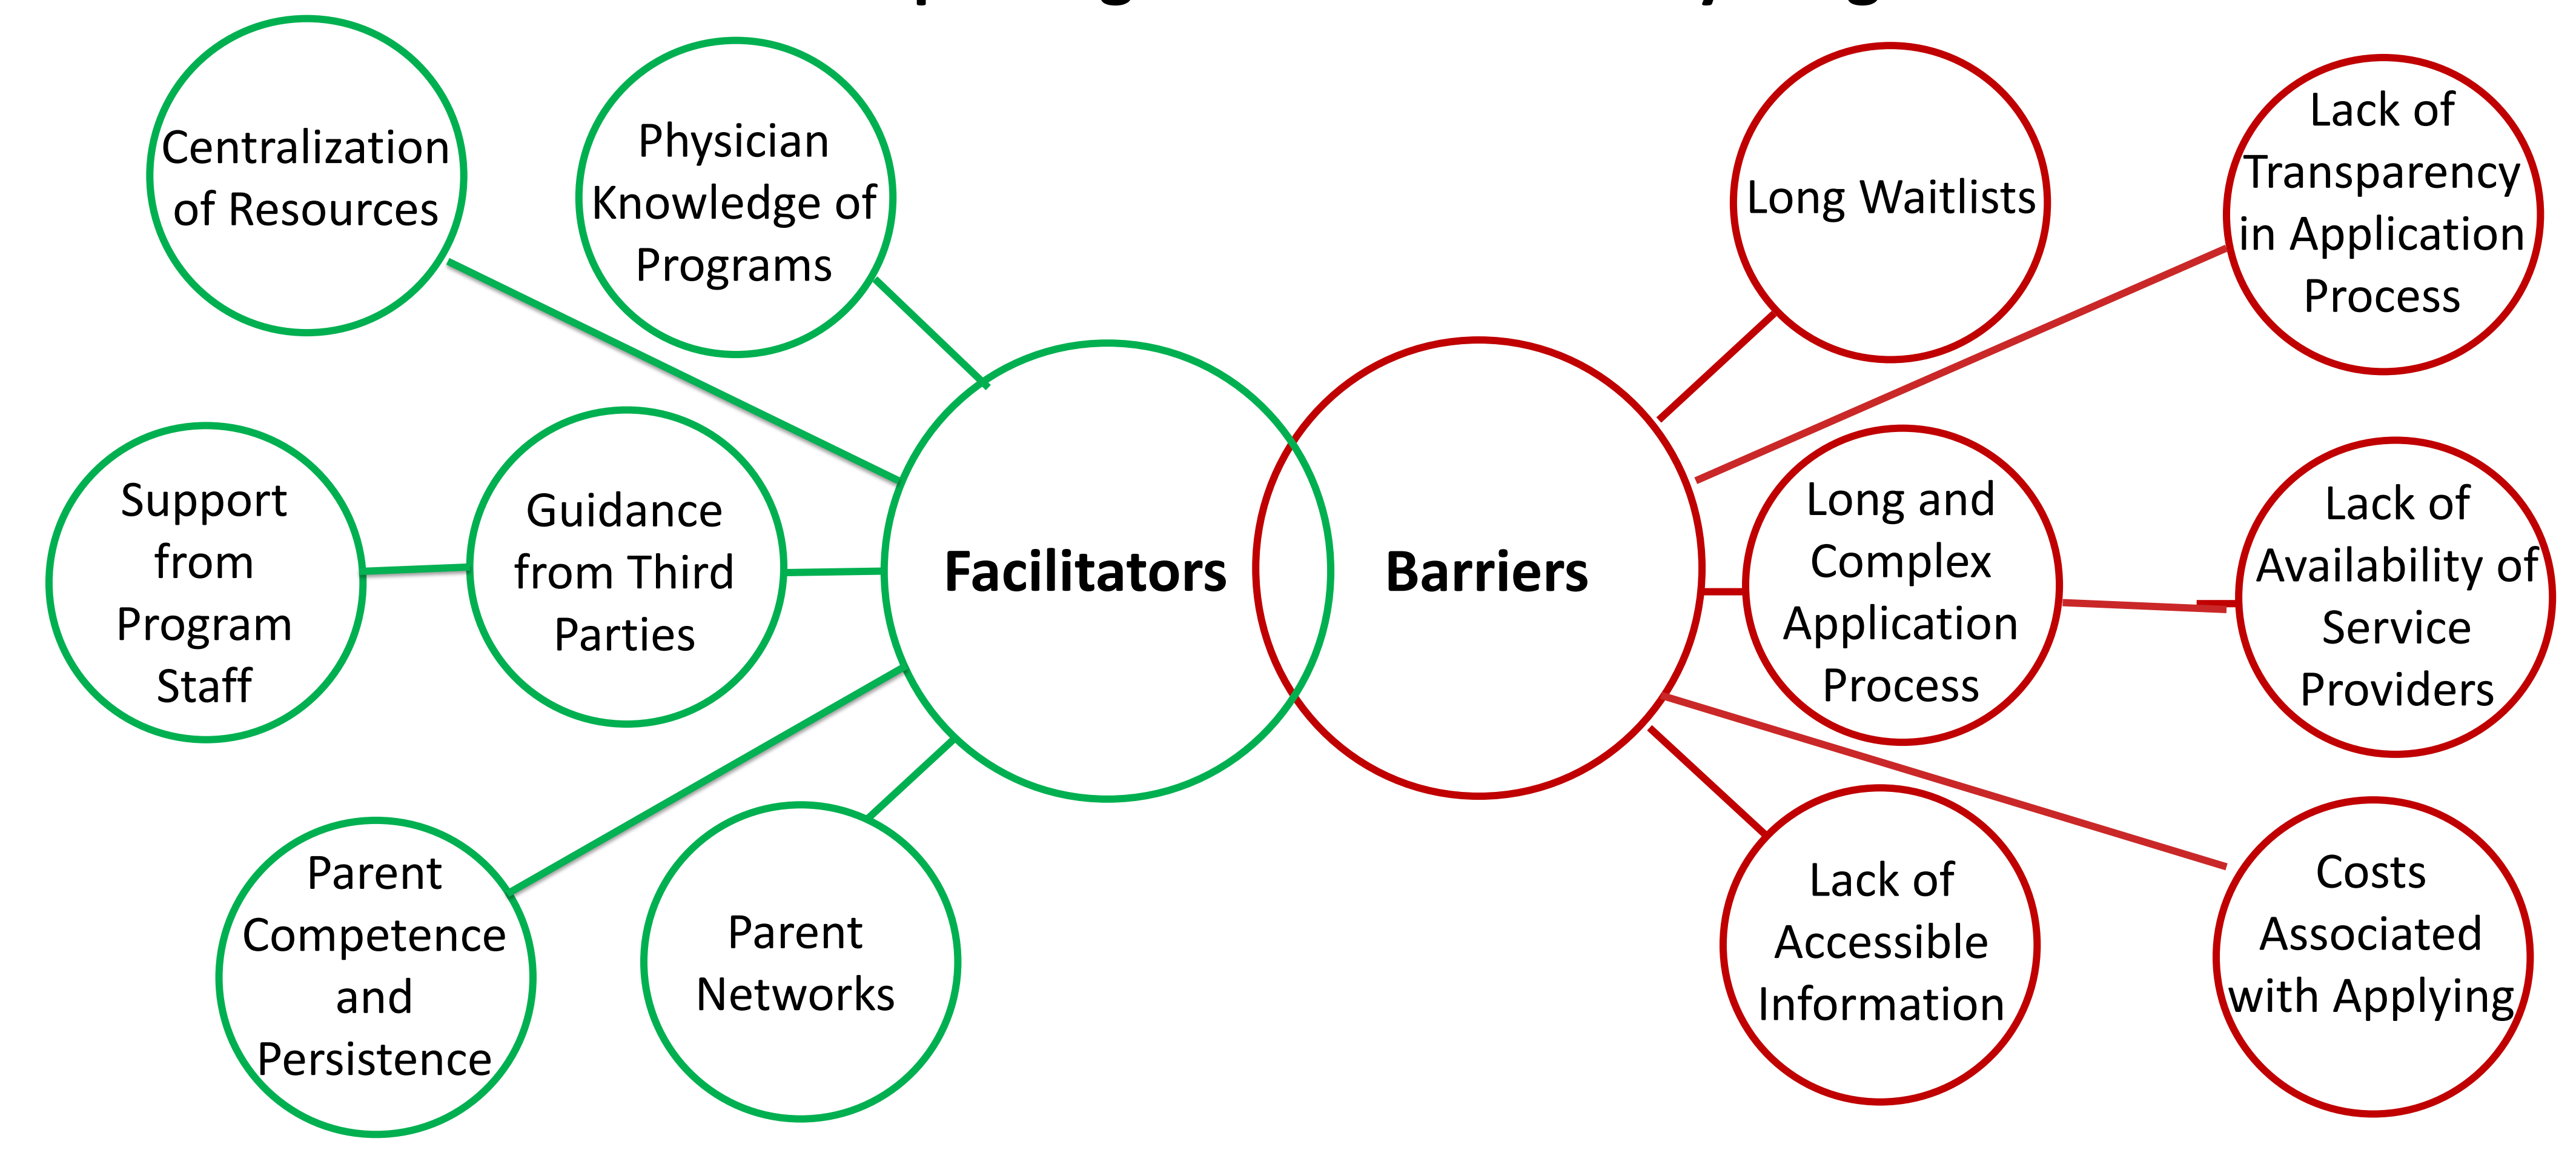 Centralization
of Resources
Physician
Knowledge of
Programs
Long Waitlists
Lack of
Transparency
in Application
Process
Support
from
Program
Staff
Guidance
from Third
Parties
Facilitators
Barriers
Long and
Complex
Application
Process
Lack of
Availability of
Service
Providers
Parent
Competence
and
Persistence
Parent
Networks
Lack of
Accessible
Information
Costs
Associated
with Applying